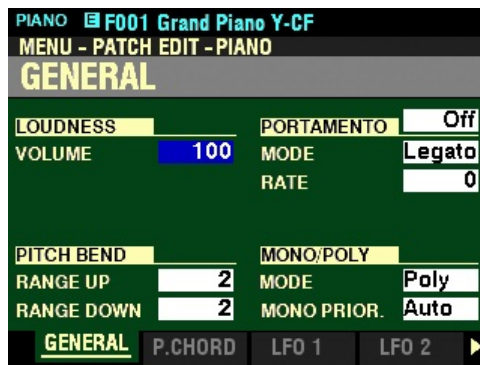 PIANO E F001 Grand Piano Y-CF
MENU - PATCH EDIT - PIANO
GENERAL
LOUDNESS
VOLUME 100
PORTAMENTO Off
MODE Legato
RATE 0
PITCH BEND
RANGE UP 2
RANGE DOWN 2
MONO/POLY
MODE Poly
MONO PRIOR. Auto
GENERAL P.CHORD LFO 1 LFO 2